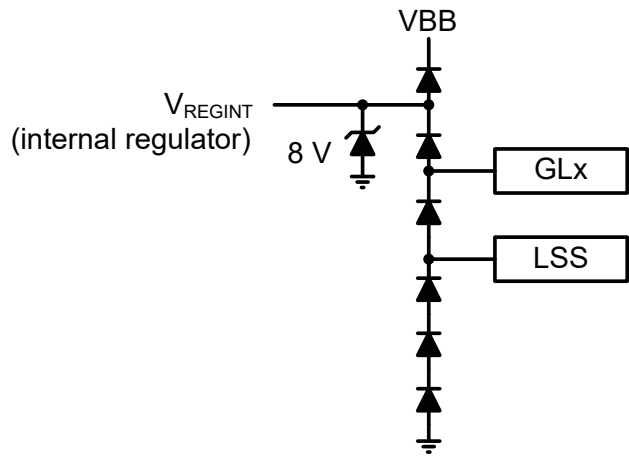 VBB
VREGINT
(internal regulator)
8 V
GLx
LSS